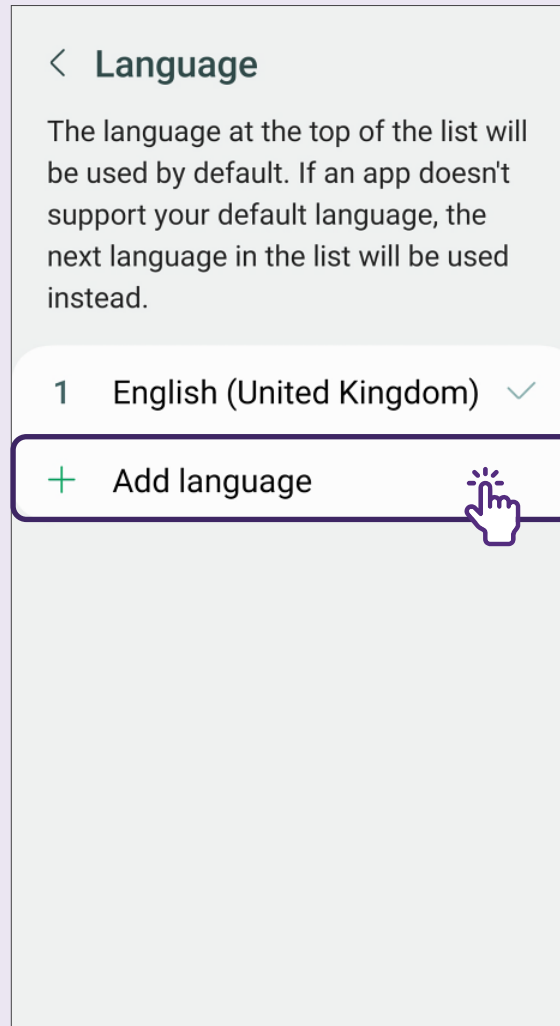 Language
The language at the top of the list will
be used by default. If an app doesn't
support your default language, the
next language in the list will be used
instead.
1 English (United Kingdom)
Add language